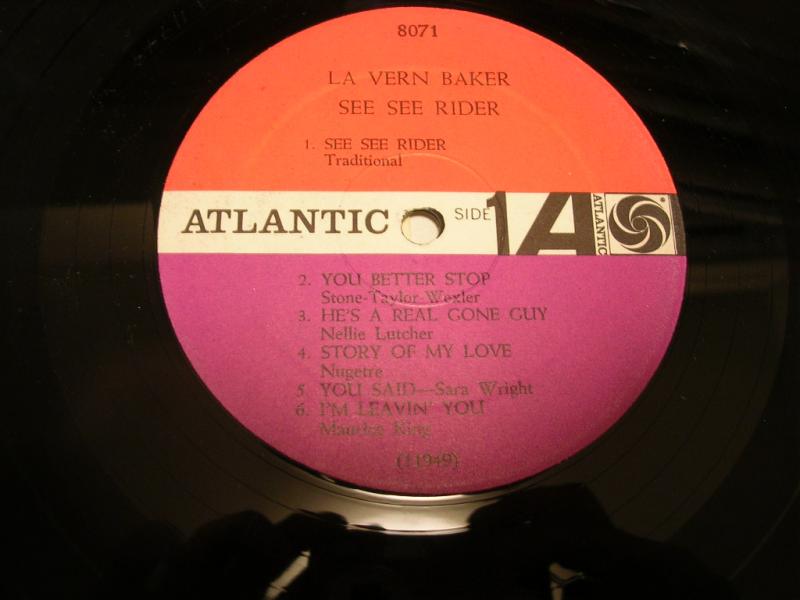 8071
LA VERN BAKER
SEE SEE RIDER
1. SEE SEE RIDER
Traditional
ATLANTIC SIDE 1 A ATLANTIC
2. YOU BETTER STOP
Stone-Taylor-Wexler
3. HE'S A REAL GONE GUY
Nellie Lutcher
4. STORY OF MY LOVE
Nugetre
5. YOU SAID—Sara Wright
6. I'M LEAVIN' YOU
Maurice King
(11949)